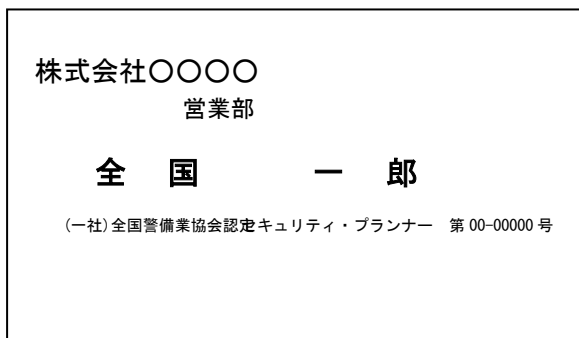 株式会社〇〇〇〇
営業部
全 国 一 郎
(一社)全国警備業協会認定セキュリティ・プランナー 第 00-00000 号